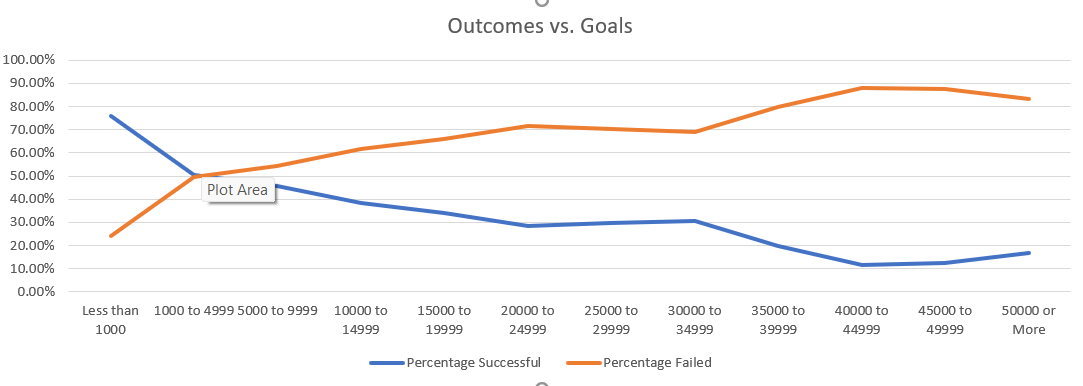 Outcomes vs. Goals
100.00%
90.00%
80.00%
70.00%
60.00%
50.00%
40.00%
30.00%
20.00%
10.00%
0.00%
Plot Area
Less than
1000
1000 to 4999
5000 to 9999
10000 to
14999
15000 to
19999
20000 to
24999
25000 to
29999
30000 to
34999
35000 to
39999
40000 to
44999
45000 to
49999
50000 or
More
Percentage Successful
Percentage Failed